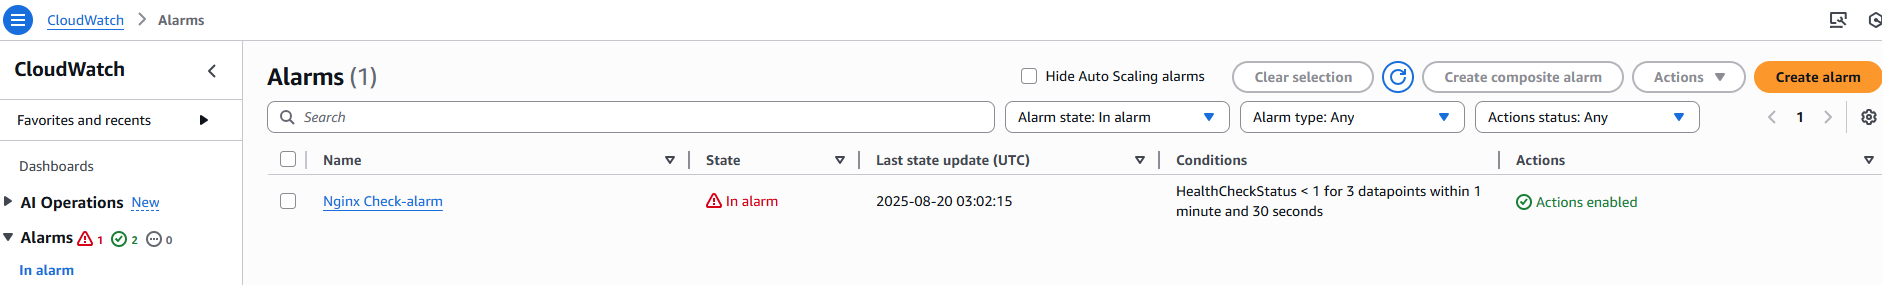 CloudWatch > Alarms
CloudWatch
Favorites and recents
Dashboards
AI Operations New
Alarms 1 2 0
In alarm
Alarms (1)
Hide Auto Scaling alarms
Clear selection
Create composite alarm
Actions
Create alarm
Search
Alarm state: In alarm
Alarm type: Any
Actions status: Any
1
Name
State
Last state update (UTC)
Conditions
Actions
Nginx Check-alarm
In alarm
2025-08-20 03:02:15
HealthCheckStatus < 1 for 3 datapoints within 1
minute and 30 seconds
Actions enabled